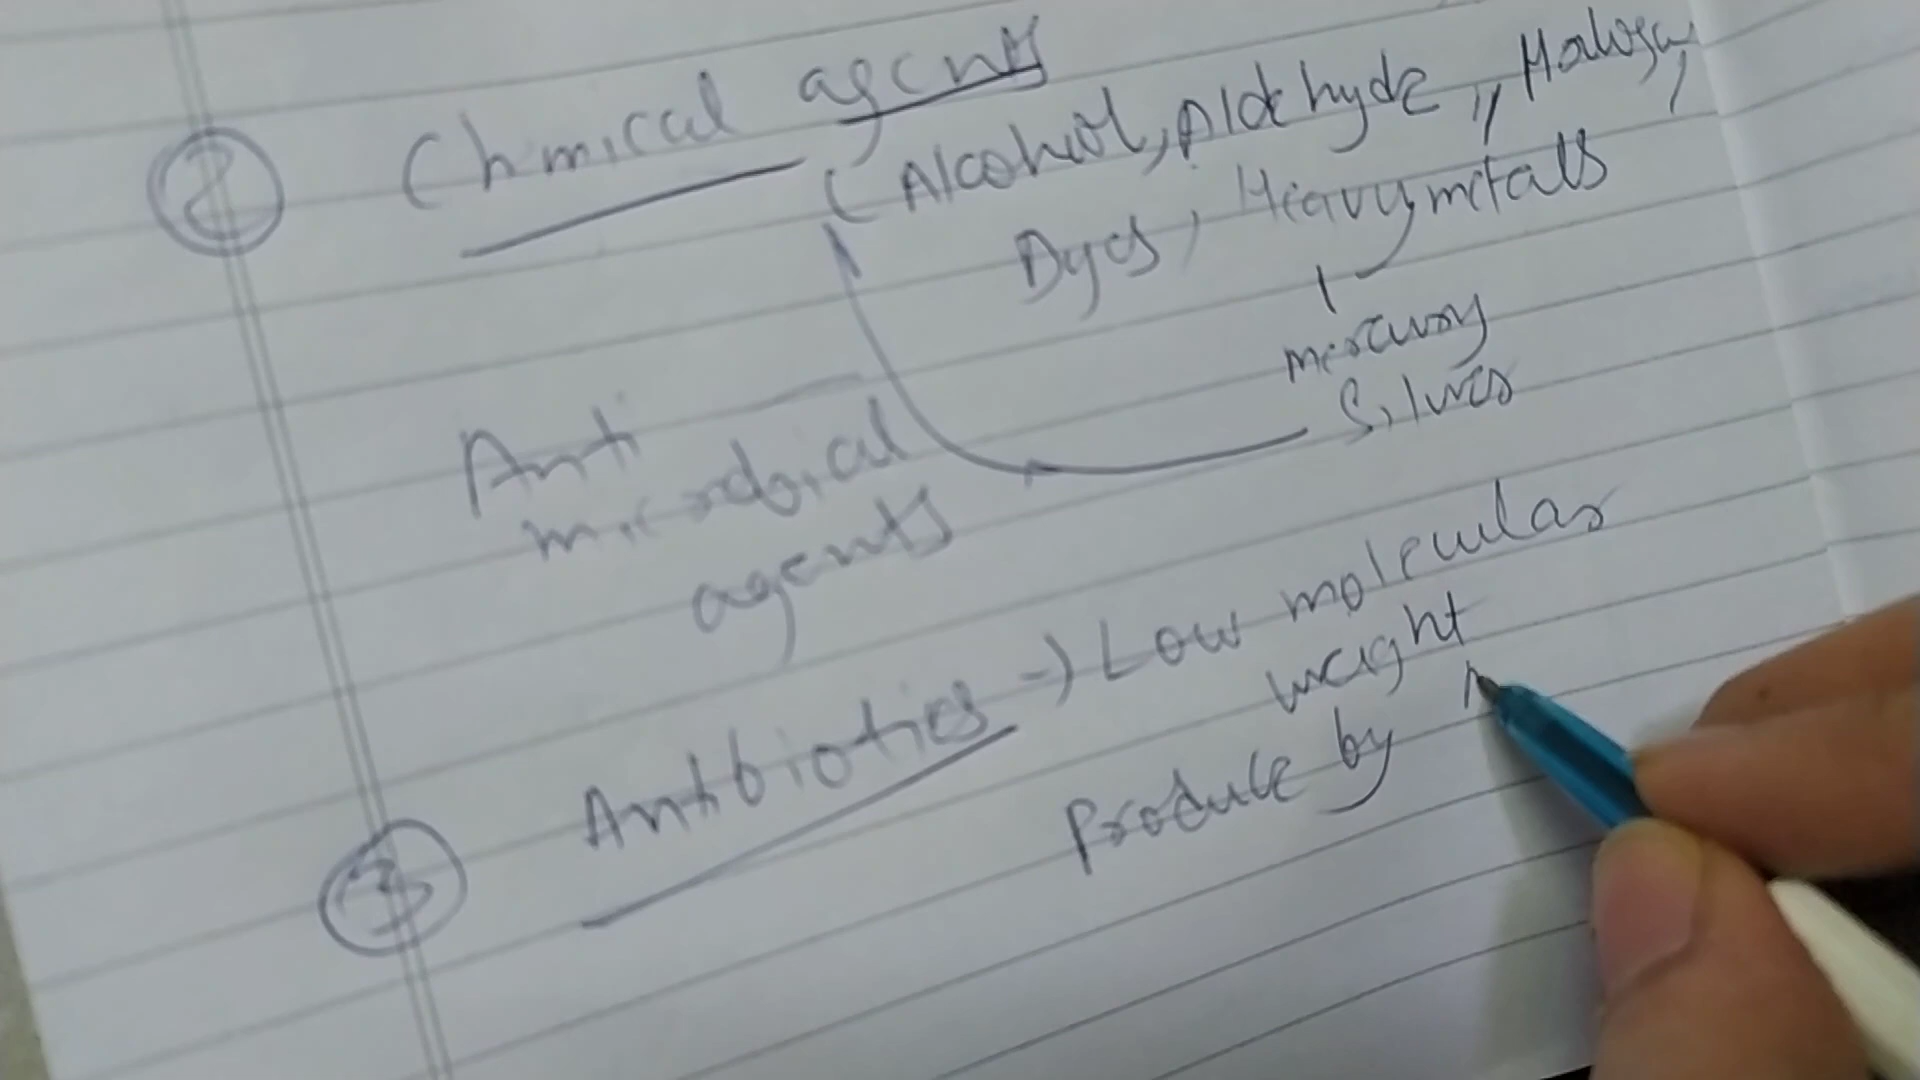 ② Chmical agents
(Alcohol, Aldehyde, Halogen,
Dyes, Heavy metals
mercury
Silver
Anti
microbial
agents
③ Antibiotics → Low molecular
weight
Produce by